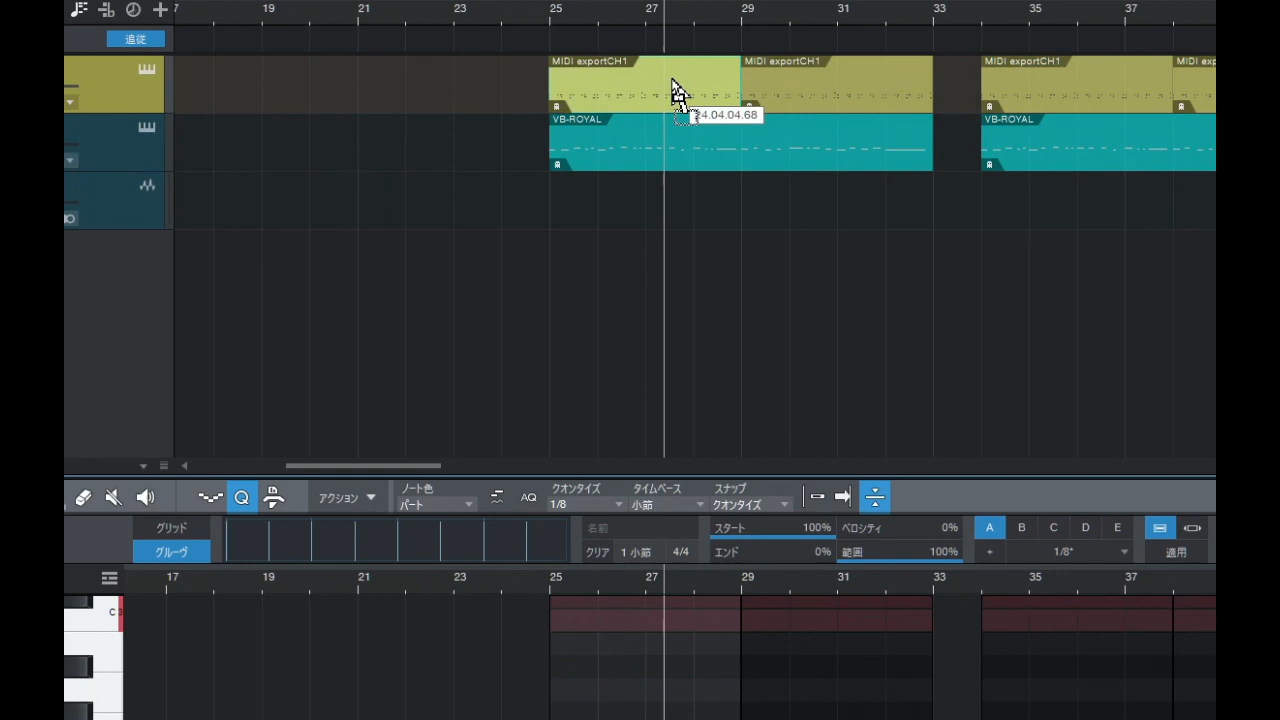 19 21 23 25 27 29 31 33 35 37
追従
MIDI exportCH1 MIDI exportCH1 MIDI exportCH1 MIDI exp
24.04.04.68
VB-ROYAL VB-ROYAL
ノート色 クオンタイズ タイムベース スナップ
Q アクション パート AQ 1/8 小節 クオンタイズ
グリッド 名前 スタート 100% ベロシティ 0% A B C D E
グルーヴ クリア 1 小節 4/4 エンド 0% 範囲 100% + 1/8* 適用
17 19 21 23 25 27 29 31 33 35 37